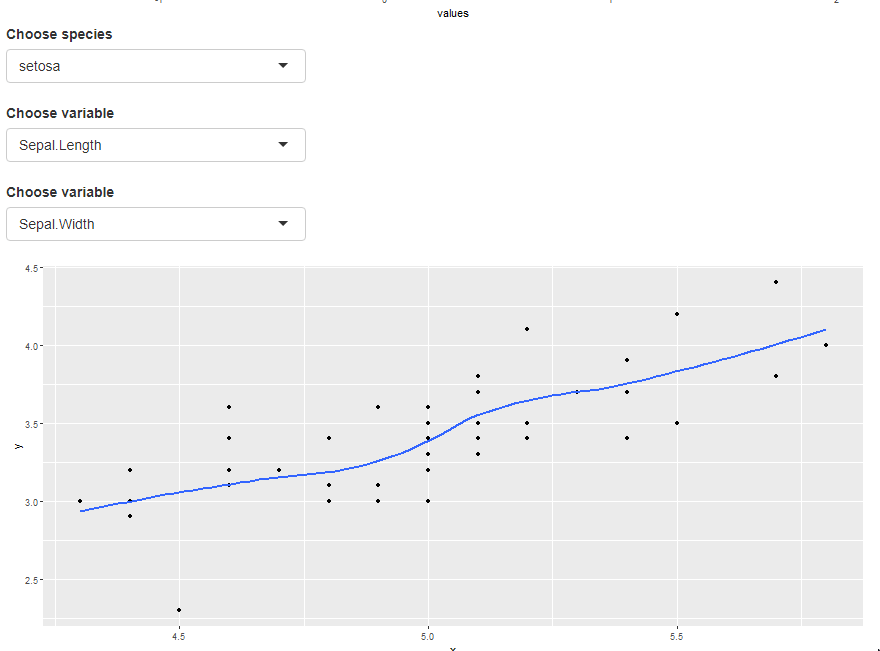 values
Choose species
setosa
Choose variable
Sepal.Length
Choose variable
Sepal.Width
4.5
4.0
3.5
y
3.0
2.5
4.5 5.0 5.5
x